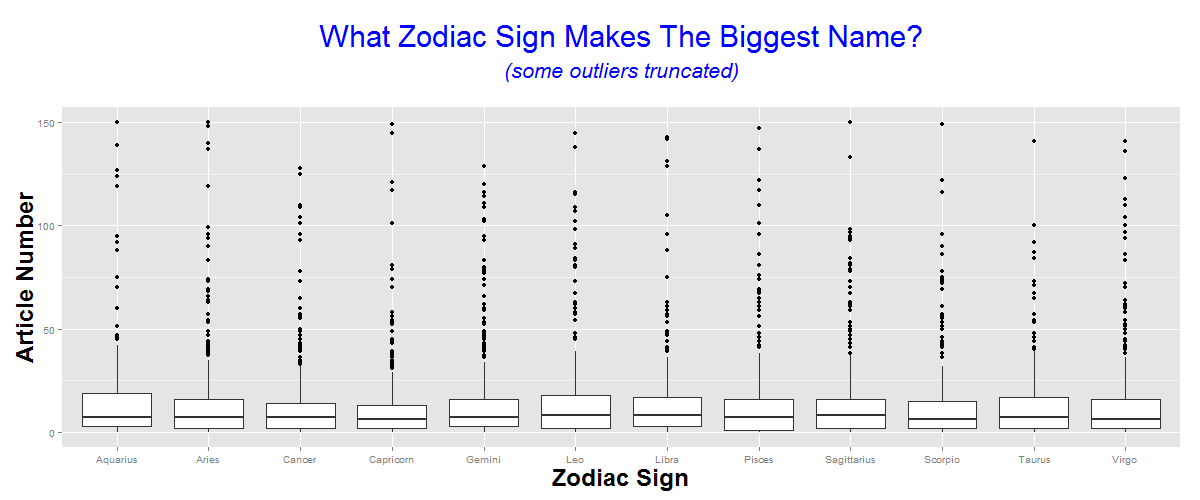 What Zodiac Sign Makes The Biggest Name?
(some outliers truncated)
Article Number
150
100
50
0
Aquarius Aries Cancer Capricorn Gemini Leo Libra Pisces Sagittarius Scorpio Taurus Virgo
Zodiac Sign